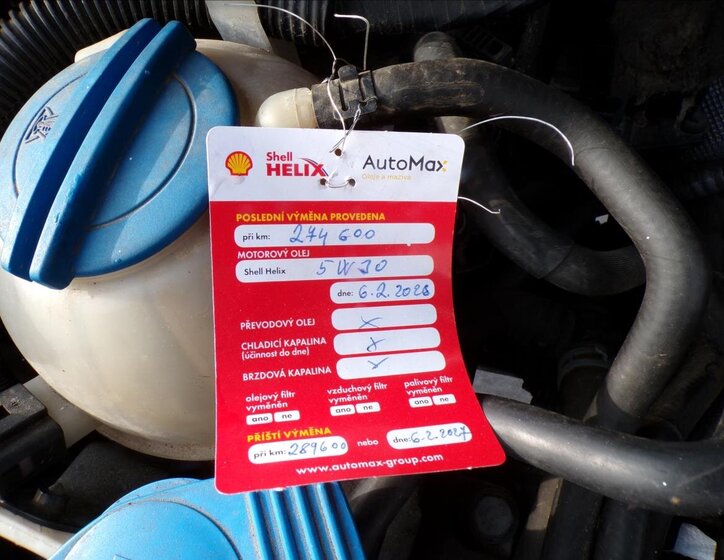 Shell
HELIX
AutoMax
Oleje a maziva
POSLEDNÍ VÝMĚNA PROVEDENA
při km: 274 600
MOTOROVÝ OLEJ
Shell Helix 5W30
dne: 6.2.2026
PŘEVODOVÝ OLEJ x
CHLADICÍ KAPALINA x
(účinnost do dne)
BRZDOVÁ KAPALINA x
olejový filtr vyměněn
ano ne
vzduchový filtr vyměněn
ano ne
palivový filtr vyměněn
ano ne
PŘÍŠTÍ VÝMĚNA
při km: 289600 nebo dne: 6.2.2027
www.automax-group.com